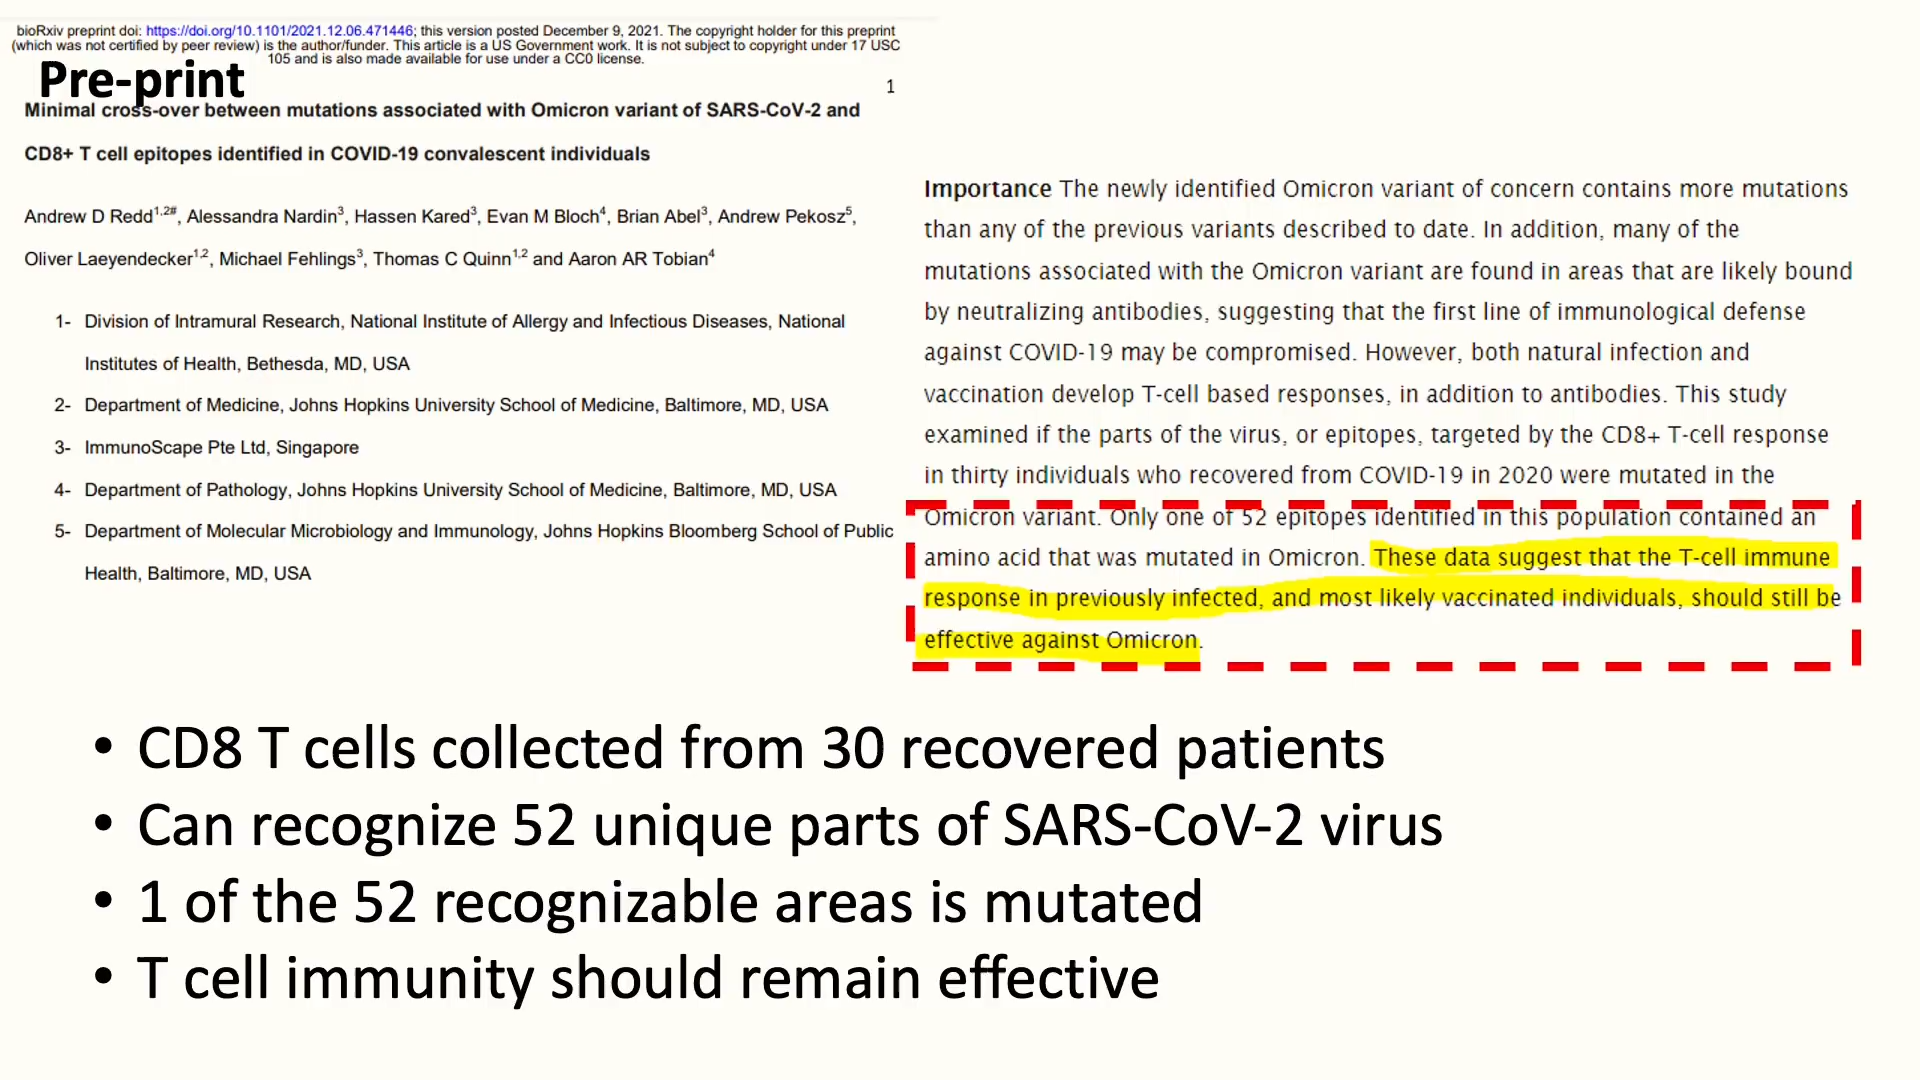 bioRxiv preprint doi: https://doi.org/10.1101/2021.12.06.471446; this version posted December 9, 2021. The copyright holder for this preprint
(which was not certified by peer review) is the author/funder. This article is a US Government work. It is not subject to copyright under 17 USC
105 and is also made available for use under a CC0 license.
Pre-print
1
Minimal cross-over between mutations associated with Omicron variant of SARS-CoV-2 and
CD8+ T cell epitopes identified in COVID-19 convalescent individuals
Andrew D Redd1,2#, Alessandra Nardin3, Hassen Kared3, Evan M Bloch4, Brian Abel3, Andrew Pekosz5,
Oliver Laeyendecker1,2, Michael Fehlings3, Thomas C Quinn1,2 and Aaron AR Tobian4
1- Division of Intramural Research, National Institute of Allergy and Infectious Diseases, National
Institutes of Health, Bethesda, MD, USA
2- Department of Medicine, Johns Hopkins University School of Medicine, Baltimore, MD, USA
3- ImmunoScape Pte Ltd, Singapore
4- Department of Pathology, Johns Hopkins University School of Medicine, Baltimore, MD, USA
5- Department of Molecular Microbiology and Immunology, Johns Hopkins Bloomberg School of Public
Health, Baltimore, MD, USA
Importance The newly identified Omicron variant of concern contains more mutations
than any of the previous variants described to date. In addition, many of the
mutations associated with the Omicron variant are found in areas that are likely bound
by neutralizing antibodies, suggesting that the first line of immunological defense
against COVID-19 may be compromised. However, both natural infection and
vaccination develop T-cell based responses, in addition to antibodies. This study
examined if the parts of the virus, or epitopes, targeted by the CD8+ T-cell response
in thirty individuals who recovered from COVID-19 in 2020 were mutated in the
Omicron variant. Only one of 52 epitopes identified in this population contained an
amino acid that was mutated in Omicron. These data suggest that the T-cell immune
response in previously infected, and most likely vaccinated individuals, should still be
effective against Omicron.
• CD8 T cells collected from 30 recovered patients
• Can recognize 52 unique parts of SARS-CoV-2 virus
• 1 of the 52 recognizable areas is mutated
• T cell immunity should remain effective